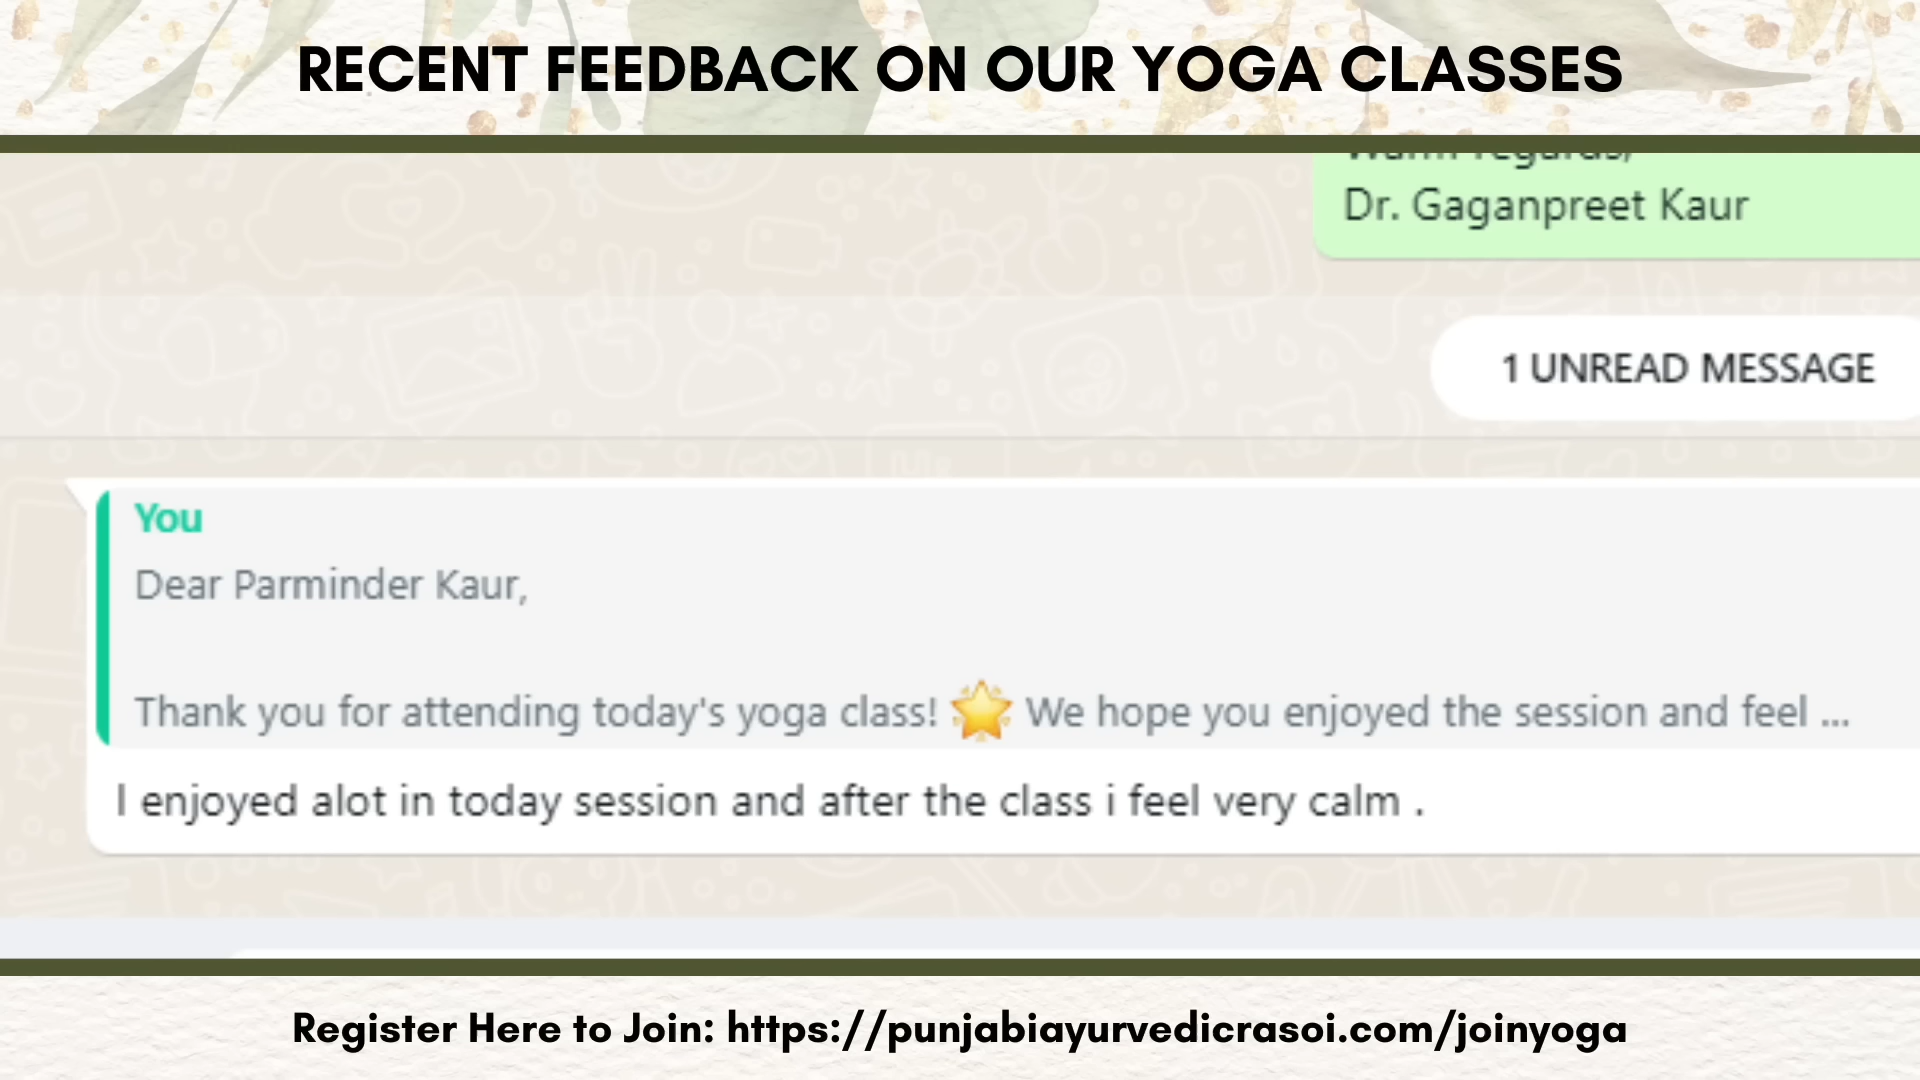 RECENT FEEDBACK ON OUR YOGA CLASSES
Warm regards,
Dr. Gaganpreet Kaur
1 UNREAD MESSAGE
You
Dear Parminder Kaur,
Thank you for attending today's yoga class! 🌟 We hope you enjoyed the session and feel ...
I enjoyed alot in today session and after the class i feel very calm .
Register Here to Join: https://punjabiayurvedicrasoi.com/joinyoga